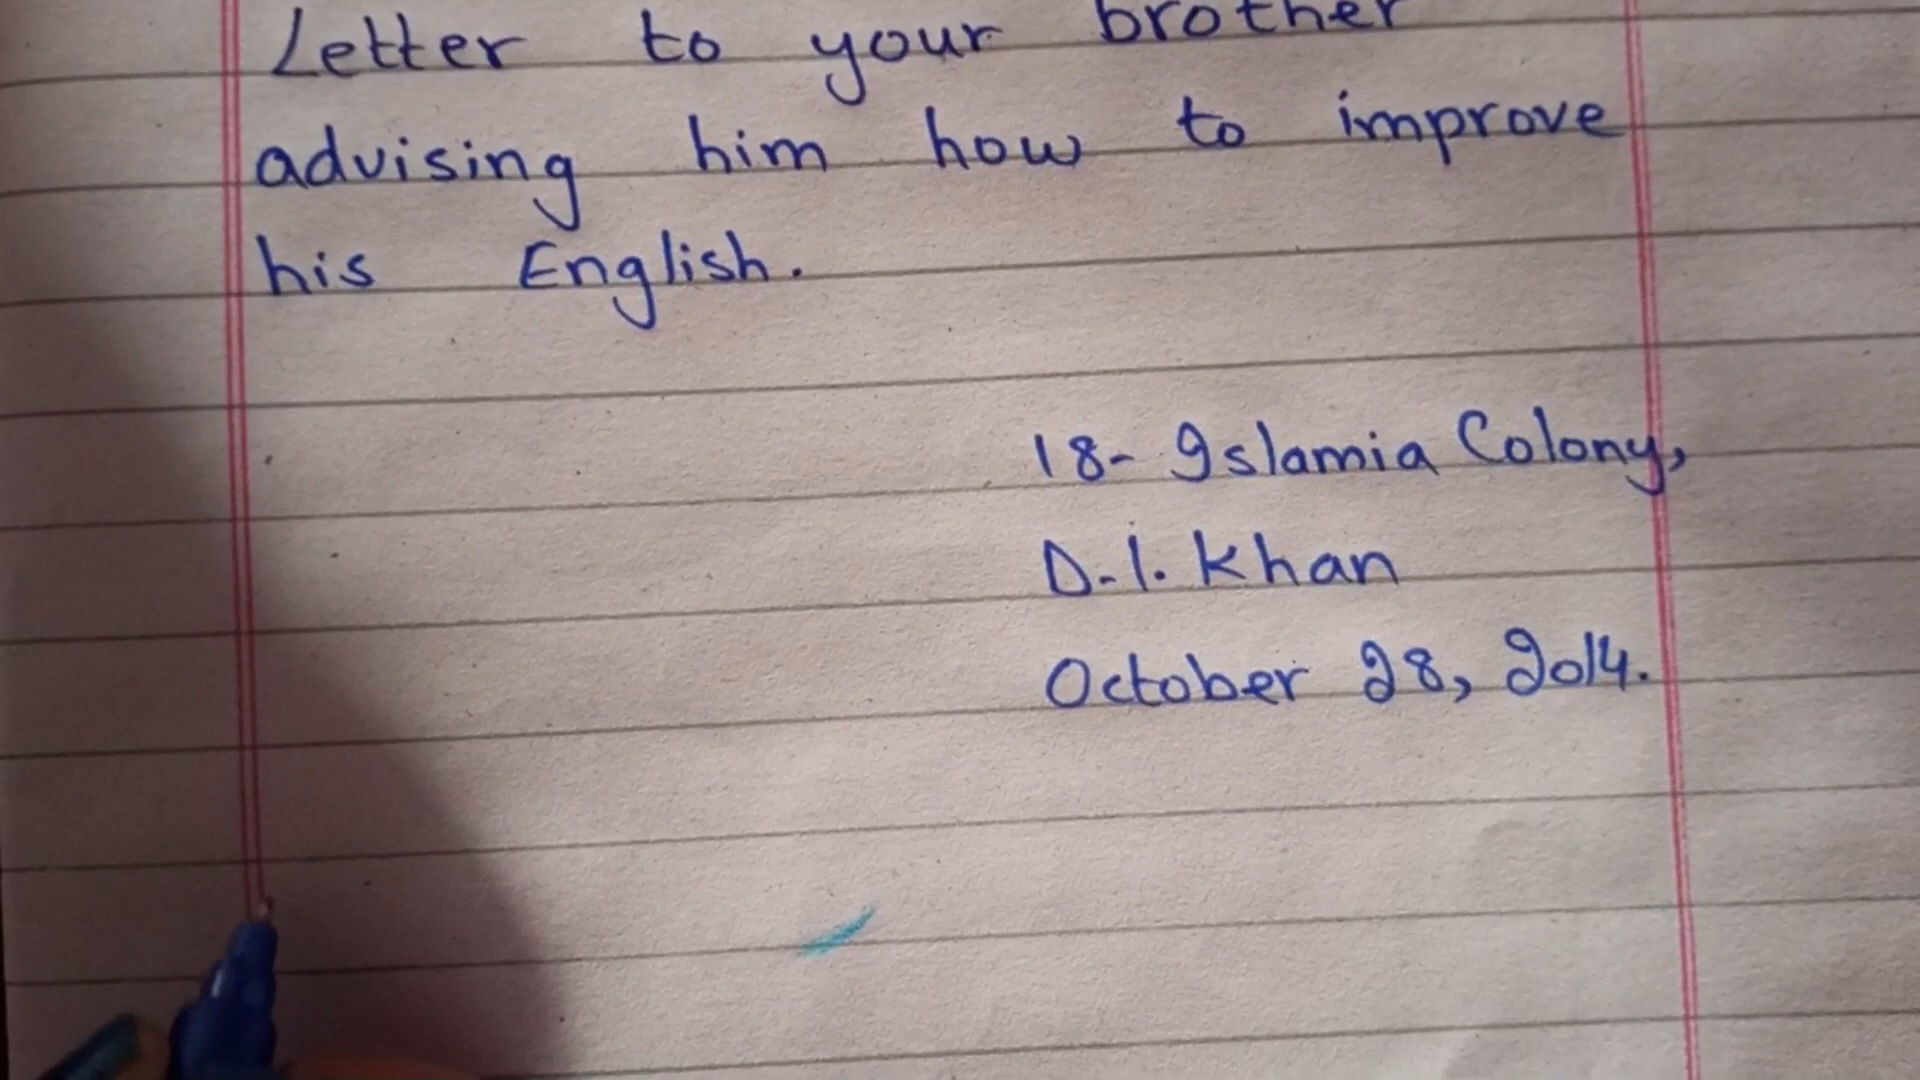 Letter to your brother
advising him how to improve
his English.
18- Islamia Colony,
D.I. Khan
October 28, 2014.